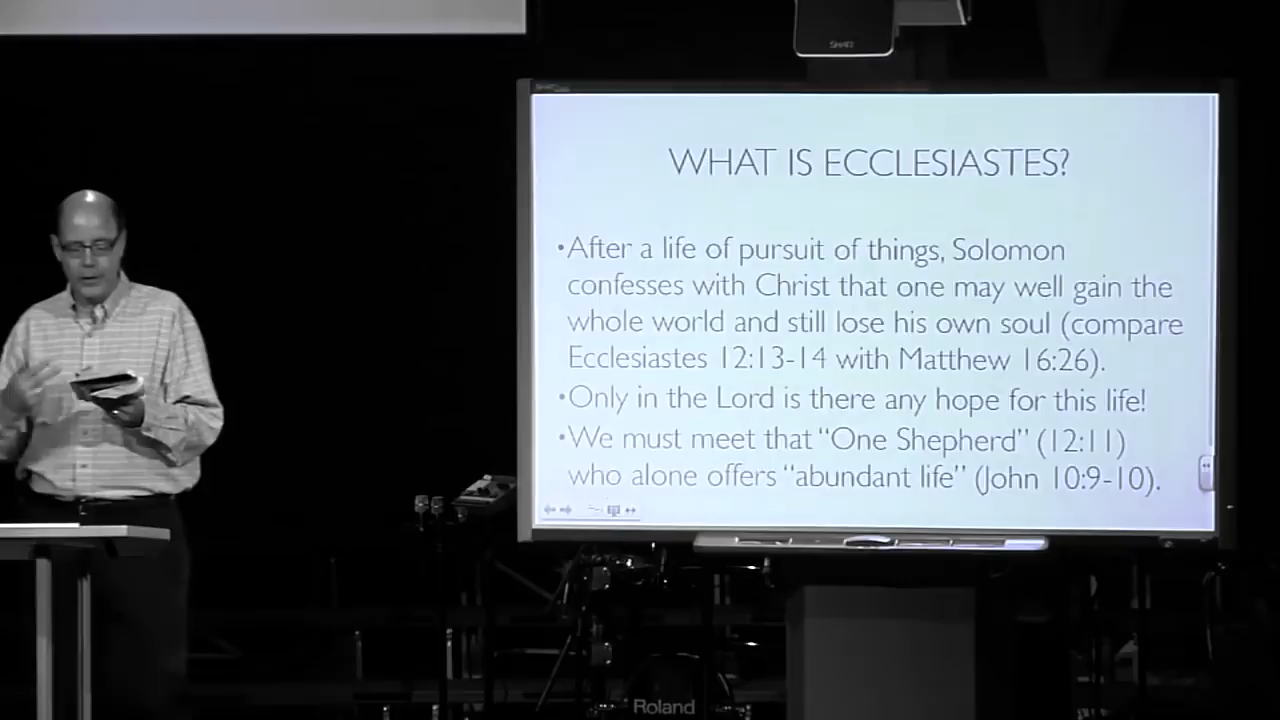 SMART
WHAT IS ECCLESIASTES?
•After a life of pursuit of things, Solomon
confesses with Christ that one may well gain the
whole world and still lose his own soul (compare
Ecclesiastes 12:13-14 with Matthew 16:26).
•Only in the Lord is there any hope for this life!
•We must meet that “One Shepherd” (12:11)
who alone offers “abundant life” (John 10:9-10).
Roland